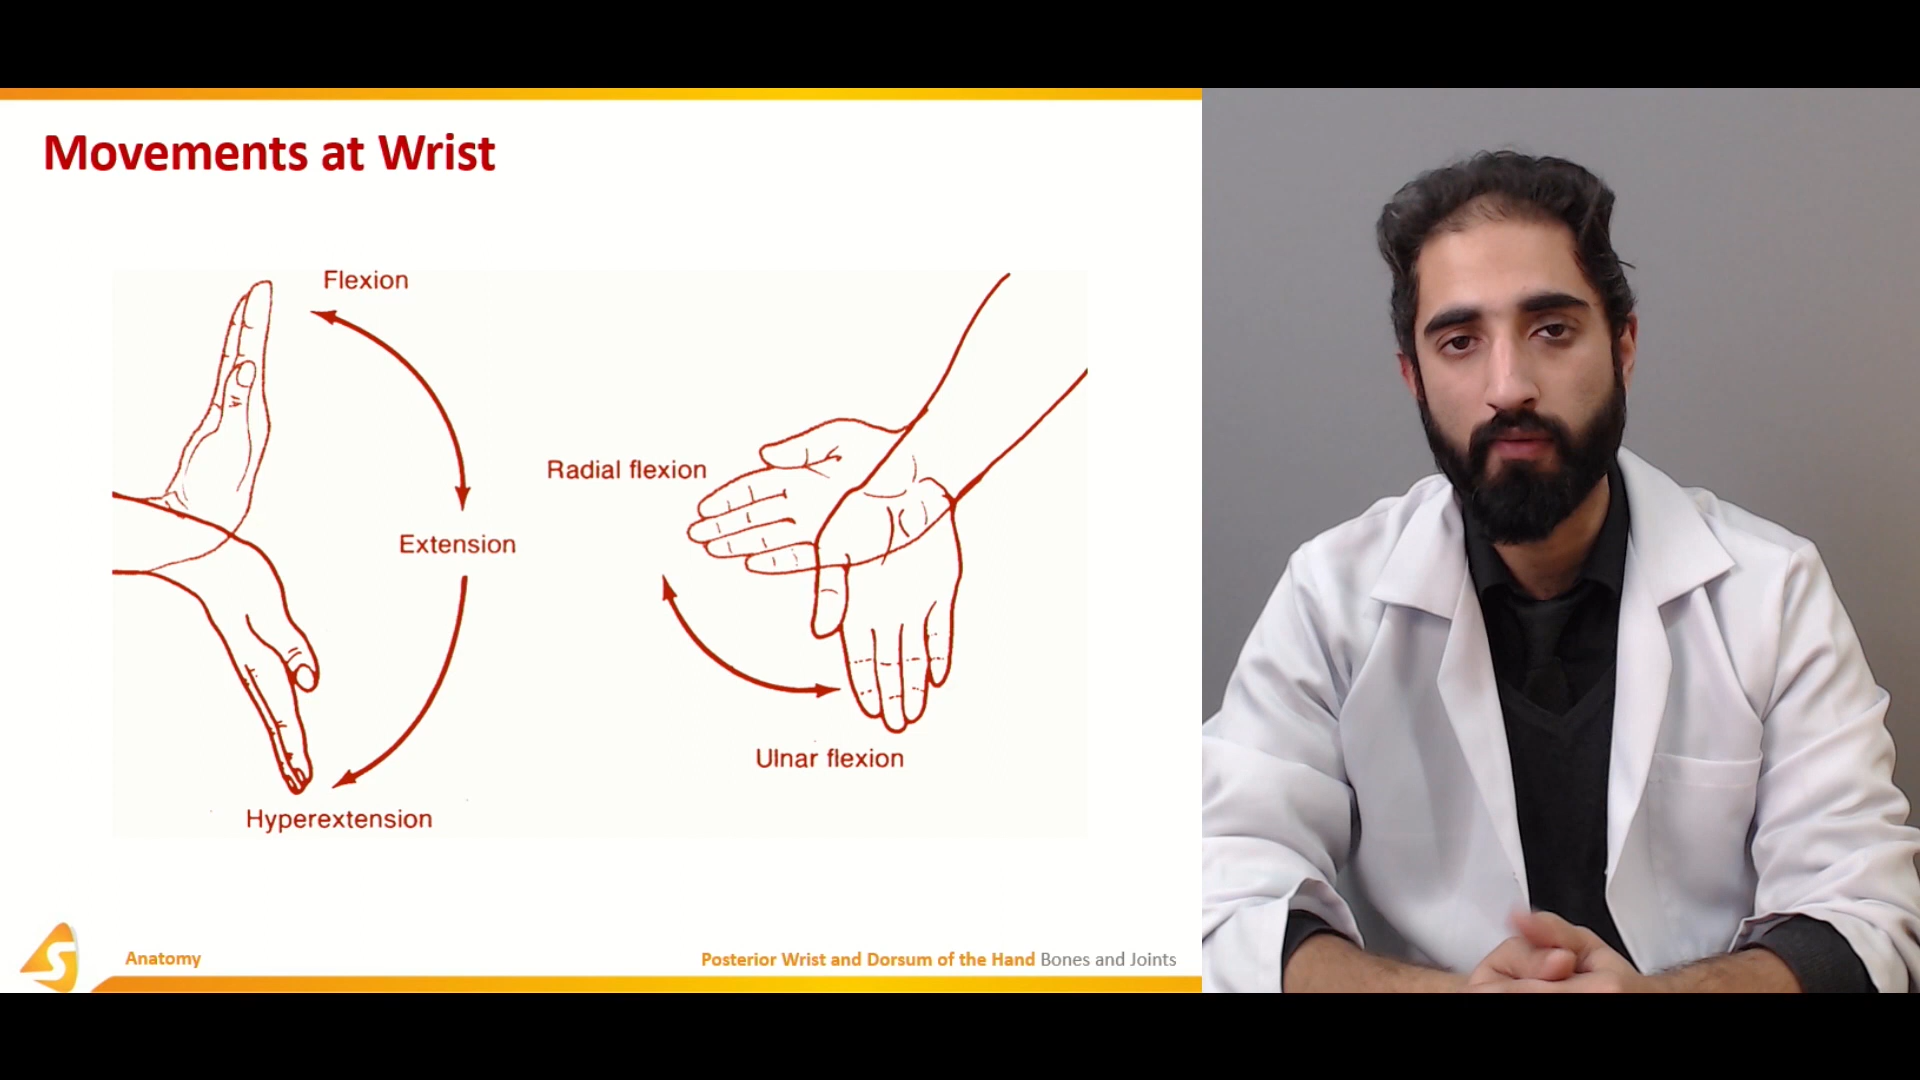 Movements at Wrist
Flexion
Extension
Hyperextension
Radial flexion
Ulnar flexion
S
Anatomy
Posterior Wrist and Dorsum of the Hand Bones and Joints